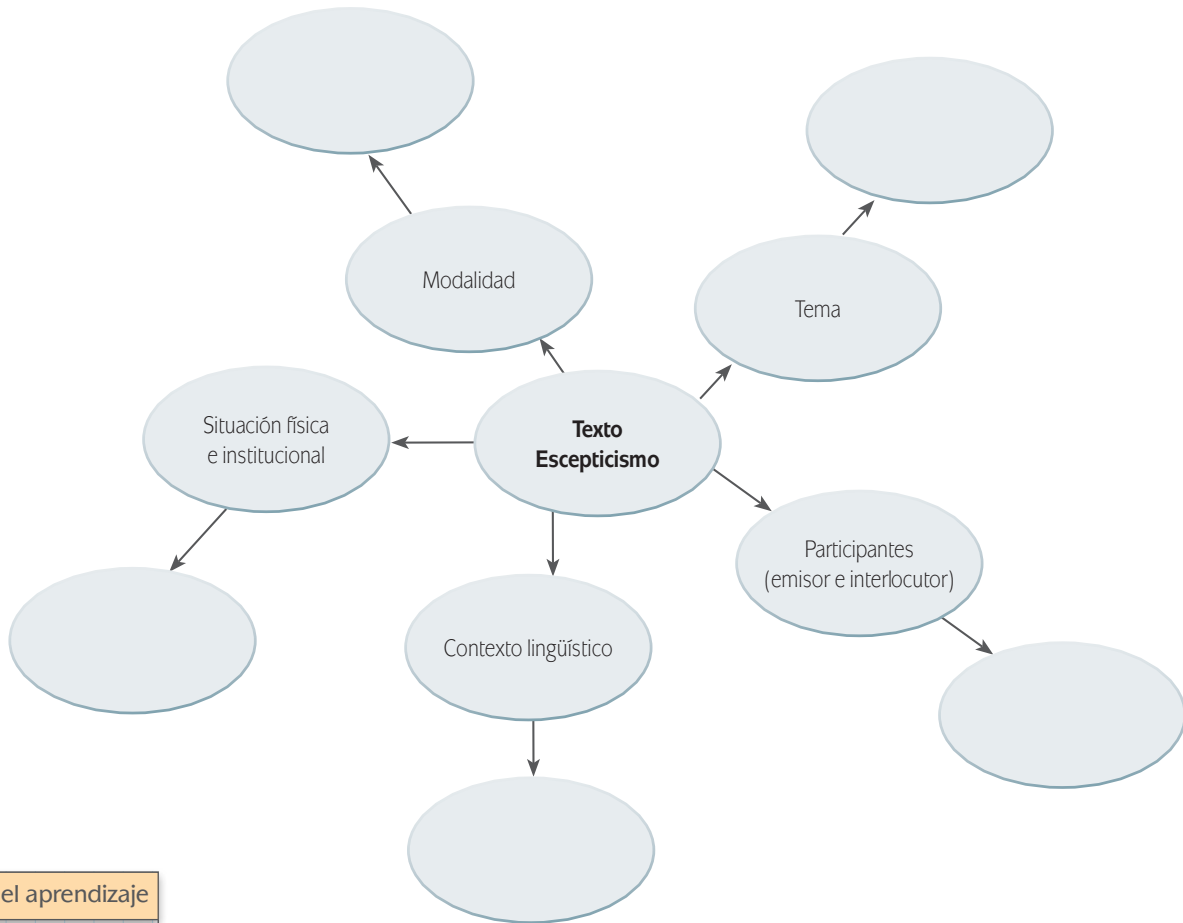 Modalidad
Tema
Situación física
e institucional
Texto
Escepticismo
Participantes
(emisor e interlocutor)
Contexto lingüístico
el aprendizaje